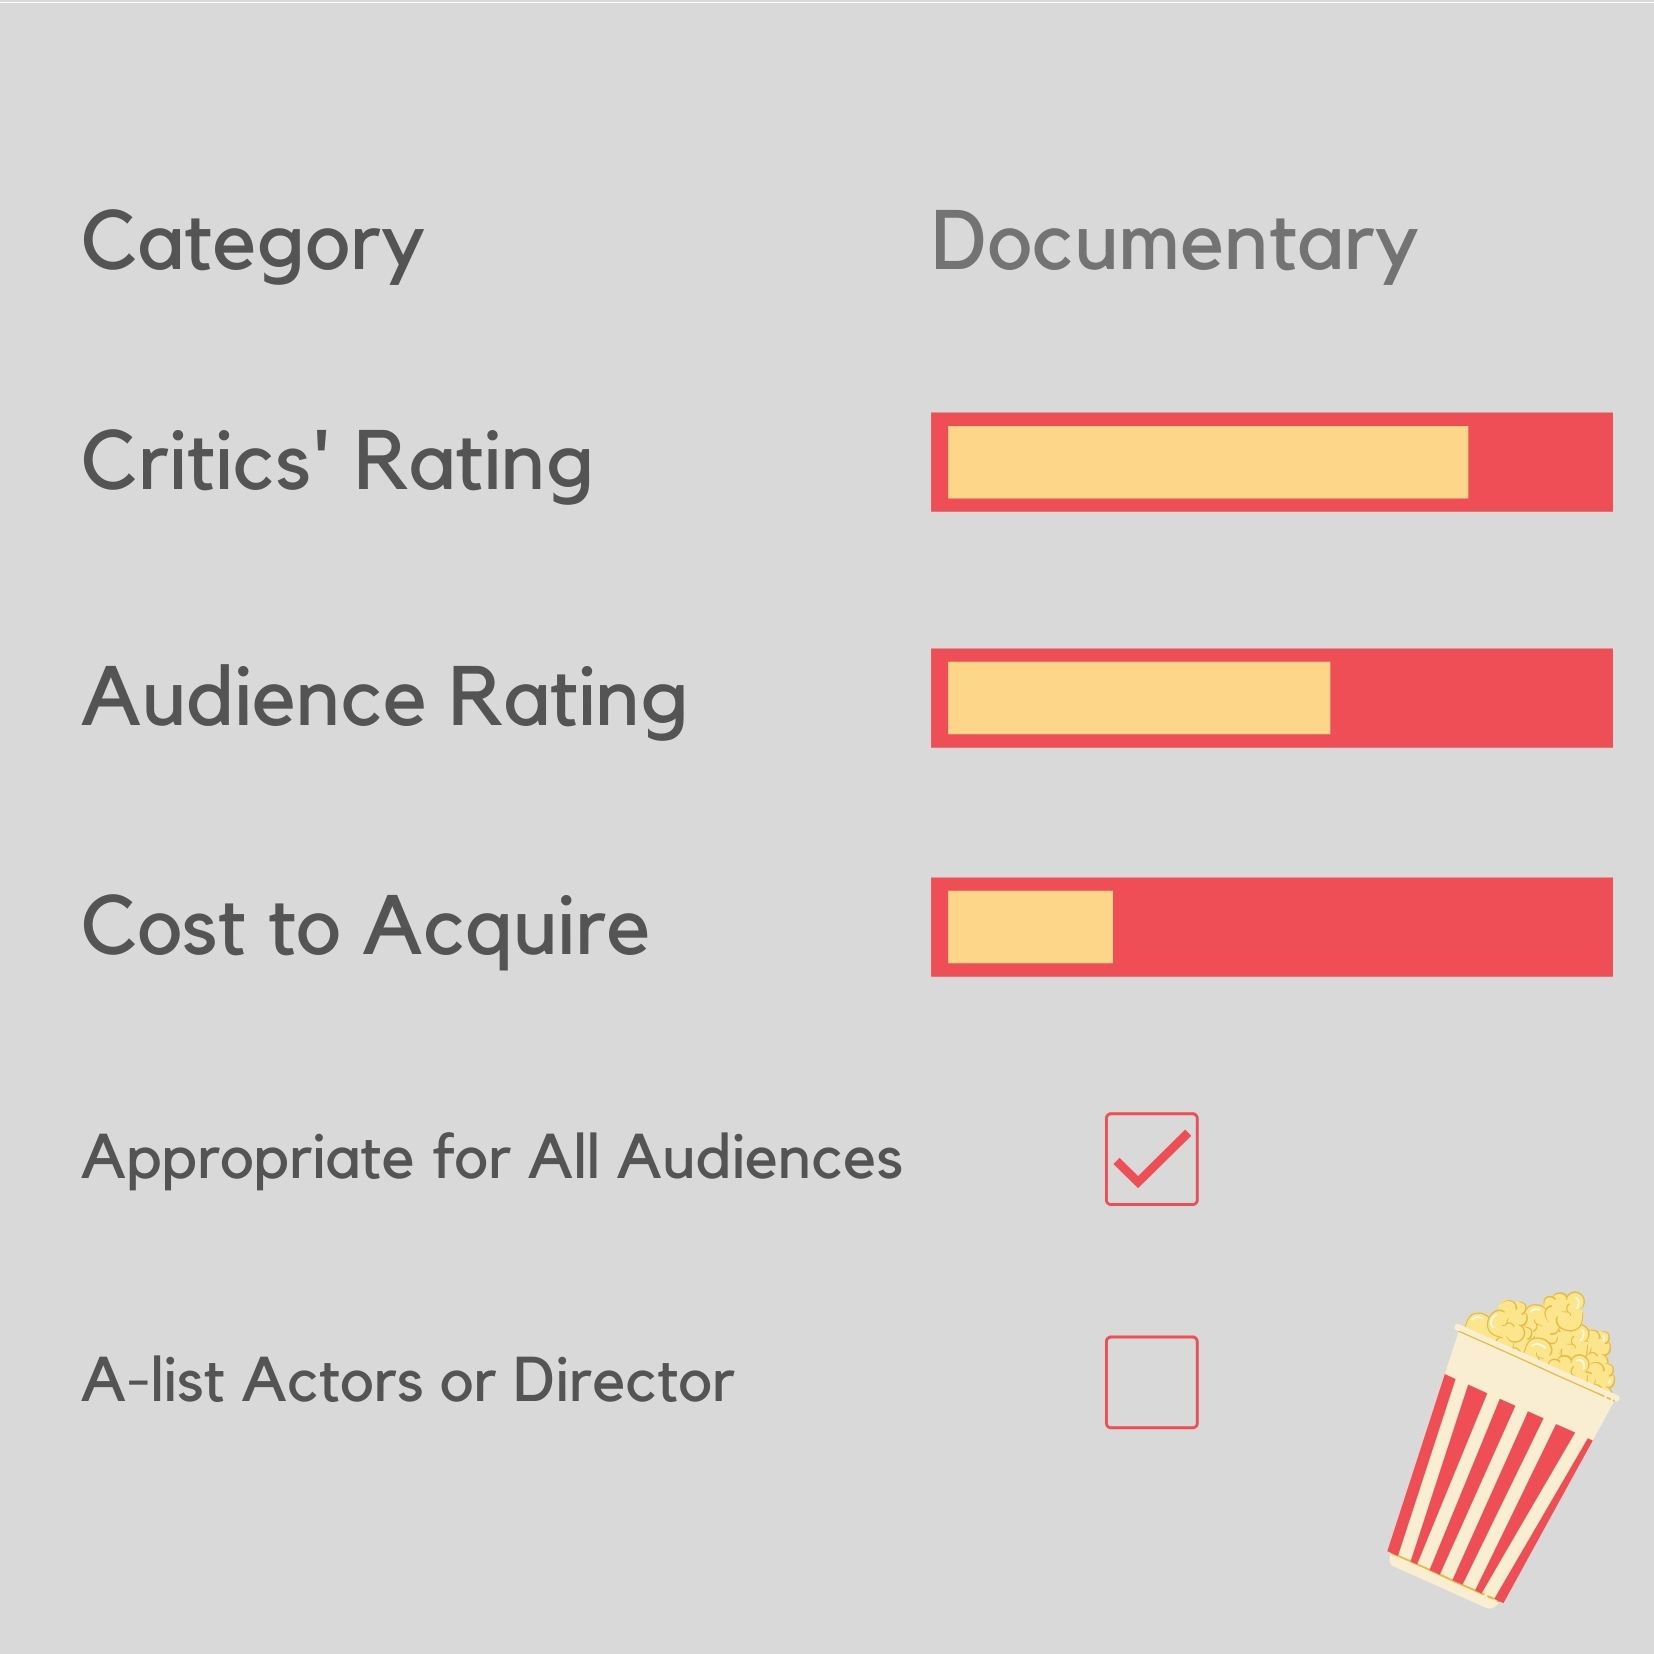 Category Documentary
Critics' Rating
Audience Rating
Cost to Acquire
Appropriate for All Audiences
A-list Actors or Director